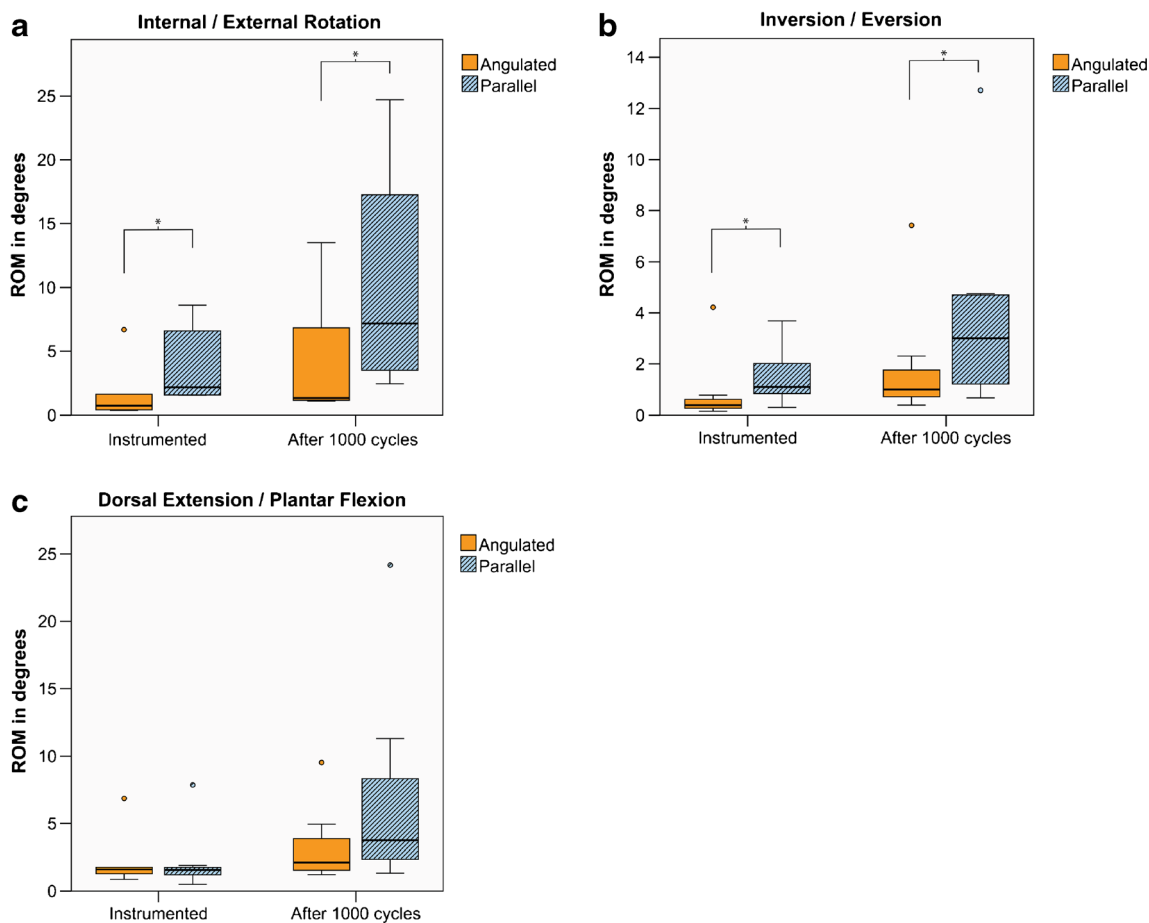 a
Internal / External Rotation
ROM in degrees
25
20
15
10
5
0
*
*
Instrumented
After 1000 cycles
Angulated
Parallel
b
Inversion / Eversion
ROM in degrees
14
12
10
8
6
4
2
0
*
*
Instrumented
After 1000 cycles
Angulated
Parallel
c
Dorsal Extension / Plantar Flexion
ROM in degrees
25
20
15
10
5
0
Instrumented
After 1000 cycles
Angulated
Parallel